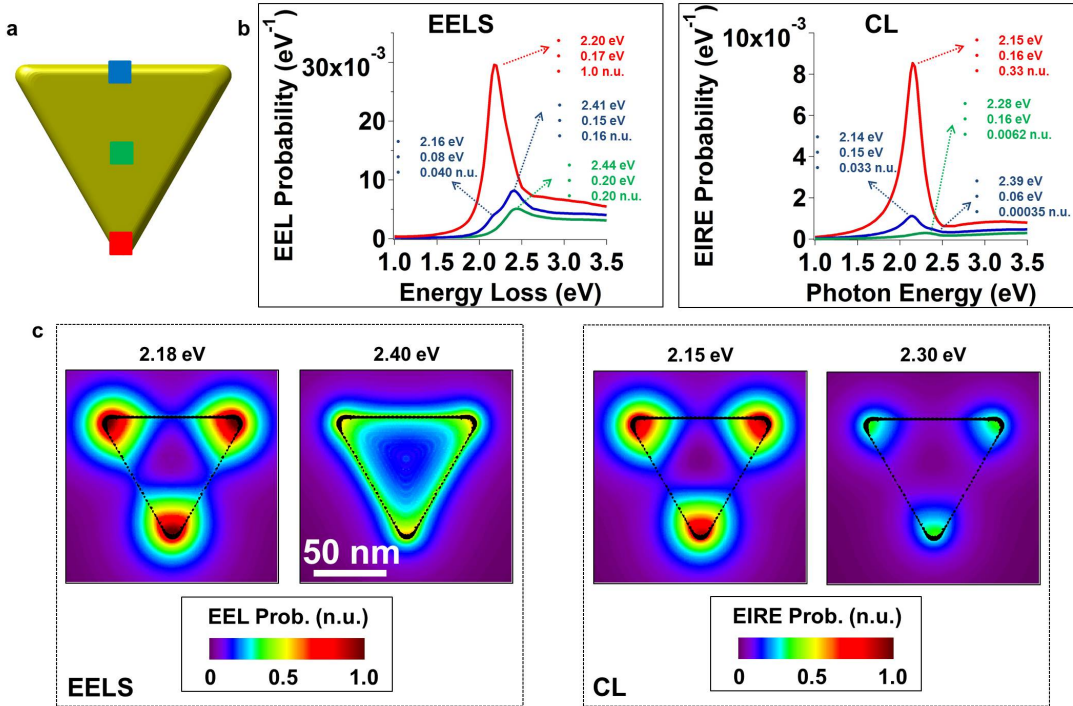 a
b
EELS
EEL Probability (eV⁻¹)
30x10⁻³
20
10
0
1.0 1.5 2.0 2.5 3.0 3.5
Energy Loss (eV)
• 2.20 eV
• 0.17 eV
• 1.0 n.u.
• 2.41 eV
• 0.15 eV
• 0.16 n.u.
2.16 eV •
0.08 eV •
0.040 n.u. •
• 2.44 eV
• 0.20 eV
• 0.20 n.u.
CL
EIRE Probability (eV⁻¹)
10x10⁻³
8
6
4
2
0
1.0 1.5 2.0 2.5 3.0 3.5
Photon Energy (eV)
• 2.15 eV
• 0.16 eV
• 0.33 n.u.
• 2.28 eV
• 0.16 eV
• 0.0062 n.u.
• 2.14 eV
• 0.15 eV
• 0.033 n.u.
• 2.39 eV
• 0.06 eV
• 0.00035 n.u.
c
2.18 eV 2.40 eV
50 nm
EEL Prob. (n.u.)
0 0.5 1.0
EELS
2.15 eV 2.30 eV
EIRE Prob. (n.u.)
0 0.5 1.0
CL